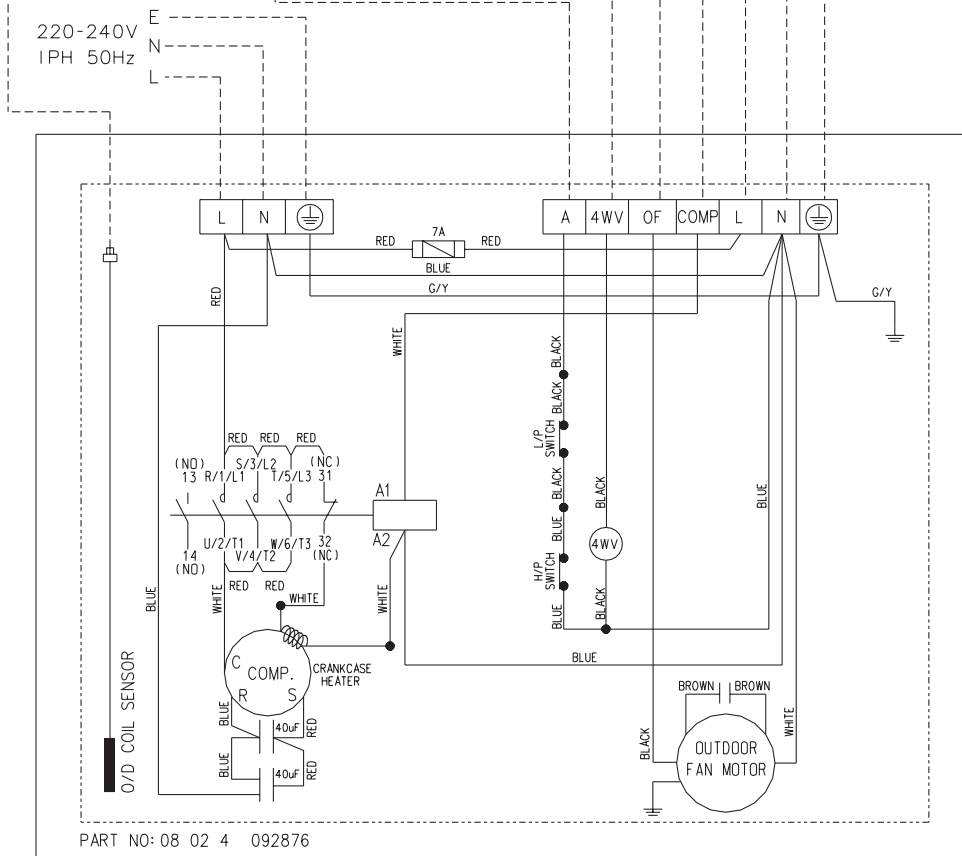 E
220-240V
N
1PH 50Hz
L
L N
A 4WV OF COMP L N
7A
RED RED
BLUE
G/Y
G/Y
RED
WHITE
BLACK
BLACK
L/P
SWITCH
BLACK
BLACK
BLUE
BLUE
H/P
SWITCH
4WV
BLACK
BLUE
RED RED RED
(NO) S/3/L2 (NC)
13 R/1/L1 T/5/L3 31
A1
A2
U/2/T1 W/6/T3 32
14 V/4/T2 (NC)
(NO)
RED RED
WHITE
WHITE
WHITE
BLUE
BLUE
C
COMP.
R S
CRANKCASE
HEATER
BLUE
40uF
RED
BLUE
40uF
RED
O/D COIL SENSOR
BROWN BROWN
BLACK
WHITE
OUTDOOR
FAN MOTOR
PART NO: 08 02 4 092876